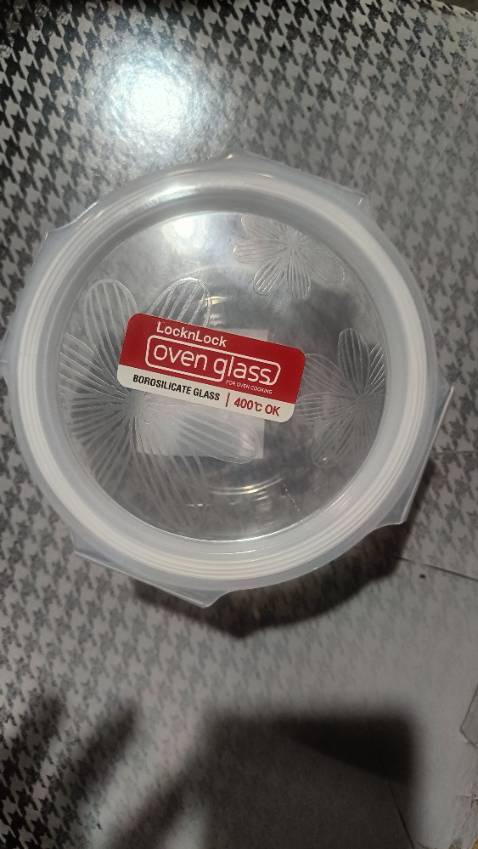 LocknLock
oven glass
FOR OVEN COOKING
BOROSILICATE GLASS | 400℃ OK